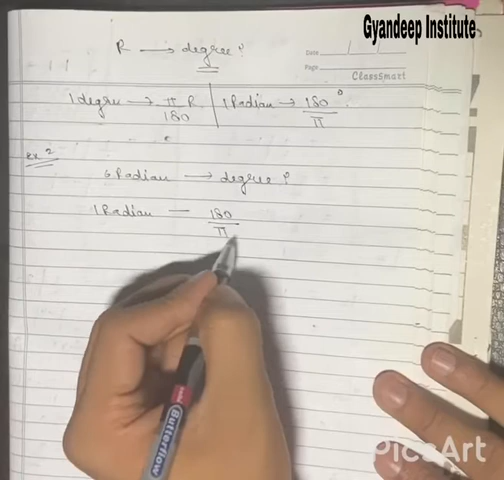 Gyandeep Institute
R → degree?
Date / /
Page
ClassSmart
1 degree → π/180 R | 1 Radian → 180°/π
ex 2
6 Radian → degree?
1 Radian — 180/π
Butterflow
PicsArt